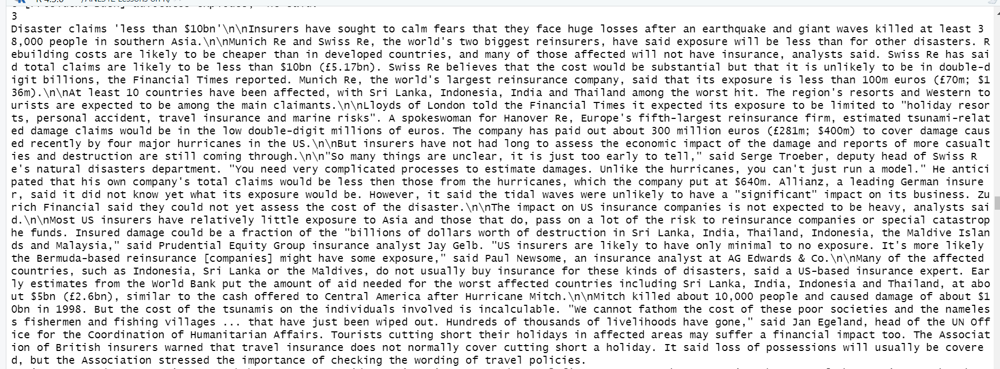 3
Disaster claims 'less than $10bn'\n\nInsurers have sought to calm fears that they face huge losses after an earthquake and giant waves killed at least 3
8,000 people in southern Asia.\n\nMunich Re and Swiss Re, the world's two biggest reinsurers, have said exposure will be less than for other disasters. R
ebuilding costs are likely to be cheaper than in developed countries, and many of those affected will not have insurance, analysts said. Swiss Re has sai
d total claims are likely to be less than $10bn (£5.17bn). Swiss Re believes that the cost would be substantial but that it is unlikely to be in double-d
igit billions, the Financial Times reported. Munich Re, the world's largest reinsurance company, said that its exposure is less than 100m euros (£70m; $1
36m).\n\nAt least 10 countries have been affected, with Sri Lanka, Indonesia, India and Thailand among the worst hit. The region's resorts and Western to
urists are expected to be among the main claimants.\n\nLloyds of London told the Financial Times it expected its exposure to be limited to "holiday resor
ts, personal accident, travel insurance and marine risks". A spokeswoman for Hanover Re, Europe's fifth-largest reinsurance firm, estimated tsunami-relat
ed damage claims would be in the low double-digit millions of euros. The company has paid out about 300 million euros (£281m; $400m) to cover damage caus
ed recently by four major hurricanes in the US.\n\nBut insurers have not had long to assess the economic impact of the damage and reports of more casualt
ies and destruction are still coming through.\n\n"So many things are unclear, it is just too early to tell," said Serge Troeber, deputy head of Swiss R
e's natural disasters department. "You need very complicated processes to estimate damages. Unlike the hurricanes, you can't just run a model." He antici
pated that his own company's total claims would be less then those from the hurricanes, which the company put at $640m. Allianz, a leading German insure
r, said it did not know yet what its exposure would be. However, it said the tidal waves were unlikely to have a "significant" impact on its business. Zu
rich Financial said they could not yet assess the cost of the disaster.\n\nThe impact on US insurance companies is not expected to be heavy, analysts sai
d.\n\nMost US insurers have relatively little exposure to Asia and those that do, pass on a lot of the risk to reinsurance companies or special catastrop
he funds. Insured damage could be a fraction of the "billions of dollars worth of destruction in Sri Lanka, India, Thailand, Indonesia, the Maldive Islan
ds and Malaysia," said Prudential Equity Group insurance analyst Jay Gelb. "US insurers are likely to have only minimal to no exposure. It's more likely
the Bermuda-based reinsurance [companies] might have some exposure," said Paul Newsome, an insurance analyst at AG Edwards & Co.\n\nMany of the affected
countries, such as Indonesia, Sri Lanka or the Maldives, do not usually buy insurance for these kinds of disasters, said a US-based insurance expert. Ear
ly estimates from the World Bank put the amount of aid needed for the worst affected countries including Sri Lanka, India, Indonesia and Thailand, at abo
ut $5bn (£2.6bn), similar to the cash offered to Central America after Hurricane Mitch.\n\nMitch killed about 10,000 people and caused damage of about $1
0bn in 1998. But the cost of the tsunamis on the individuals involved is incalculable. "We cannot fathom the cost of these poor societies and the nameles
s fishermen and fishing villages ... that have just been wiped out. Hundreds of thousands of livelihoods have gone," said Jan Egeland, head of the UN Off
ice for the Coordination of Humanitarian Affairs. Tourists cutting short their holidays in affected areas may suffer a financial impact too. The Associat
ion of British insurers warned that travel insurance does not normally cover cutting short a holiday. It said loss of possessions will usually be covere
d, but the Association stressed the importance of checking the wording of travel policies.